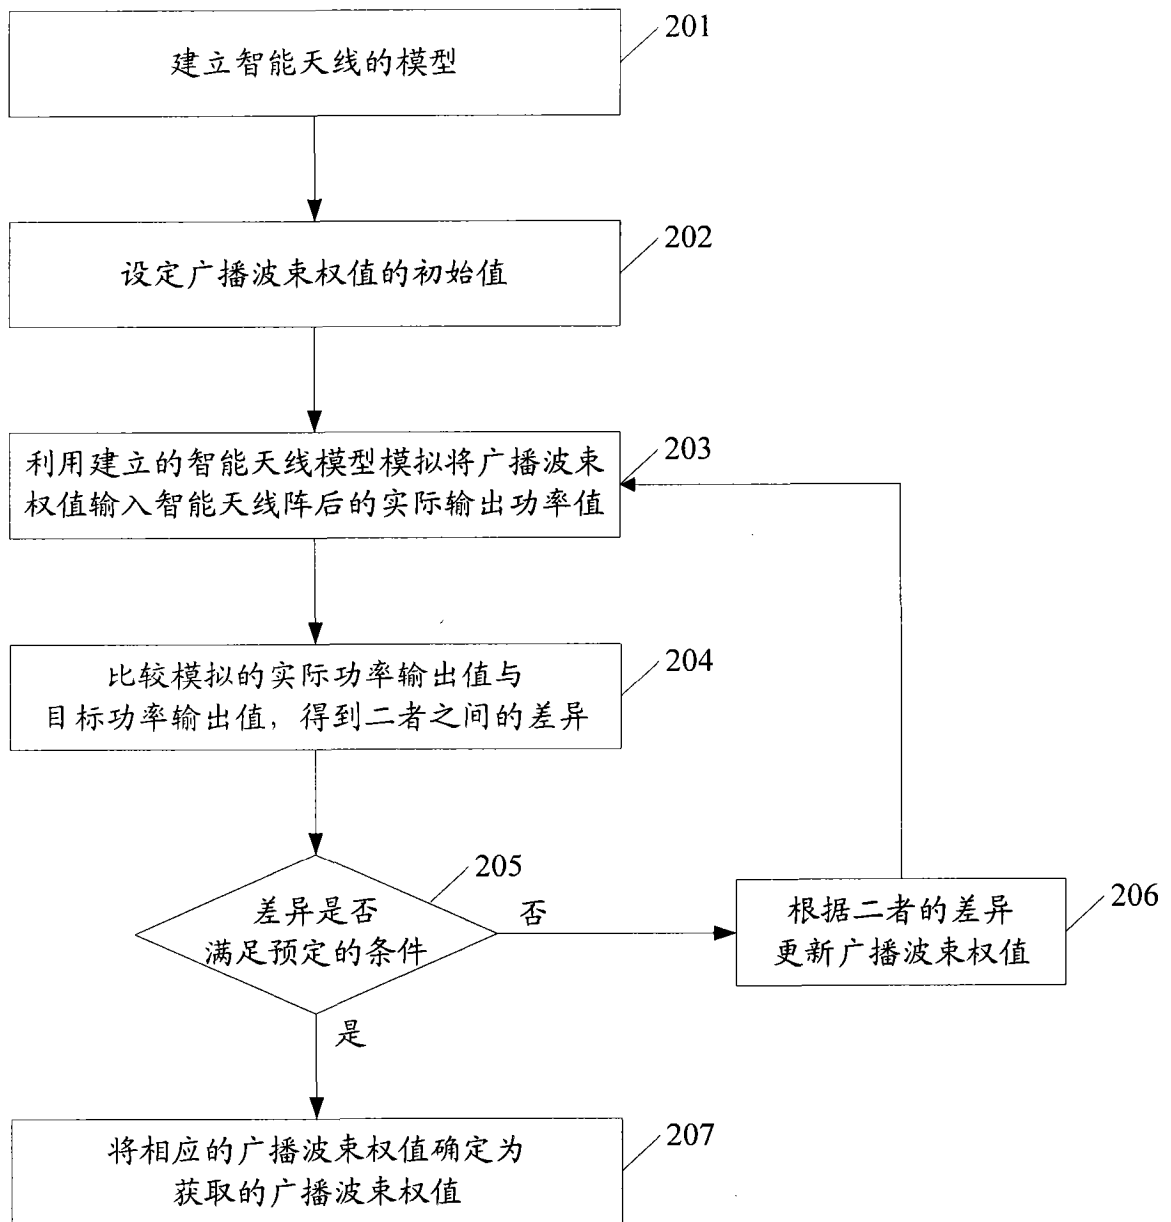 建立智能天线的模型
201
设定广播波束权值的初始值
202
利用建立的智能天线模型模拟将广播波束
权值输入智能天线阵后的实际输出功率值
203
比较模拟的实际功率输出值与
目标功率输出值，得到二者之间的差异
204
差异是否
满足预定的条件
205
否
根据二者的差异
更新广播波束权值
206
是
将相应的广播波束权值确定为
获取的广播波束权值
207